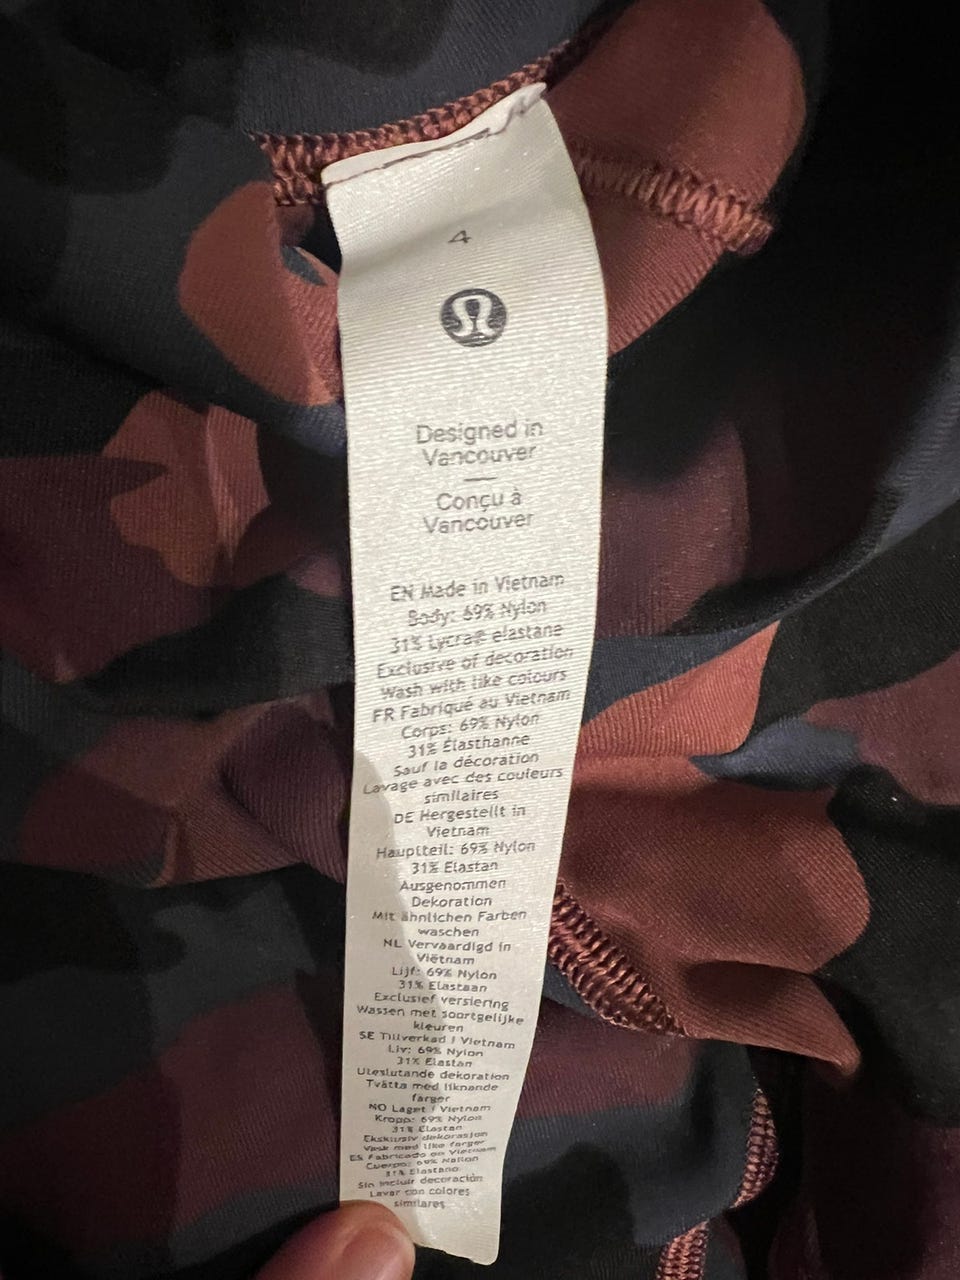 4
Designed in
Vancouver
Conçu à
Vancouver
EN Made in Vietnam
Body: 69% Nylon
31% Lycra® elastane
Exclusive of decoration
Wash with like colours
FR Fabriqué au Vietnam
Corps: 69% Nylon
31% Élasthanne
Sauf la décoration
Lavage avec des couleurs
similaires
DE Hergestellt in
Vietnam
Hauptteil: 69% Nylon
31% Elastan
Ausgenommen
Dekoration
Mit ähnlichen Farben
waschen
NL Vervaardigd in
Viëtnam
Lijf: 69% Nylon
31% Elastaan
Exclusief versiering
Wassen met soortgelijke
kleuren
SE Tillverkad i Vietnam
Liv: 69% Nylon
31% Elastan
Uteslutande dekoration
Tvätta med liknande
färger
NO Laget i Vietnam
Kropp: 69% Nylon
31% Elastan
Eksklusiv dekorasjon
Vask med like farger
ES Fabricado en Vietnam
Cuerpo: 69% Nailon
31% Elastano
Sin incluir decoración
Lavar con colores
similares